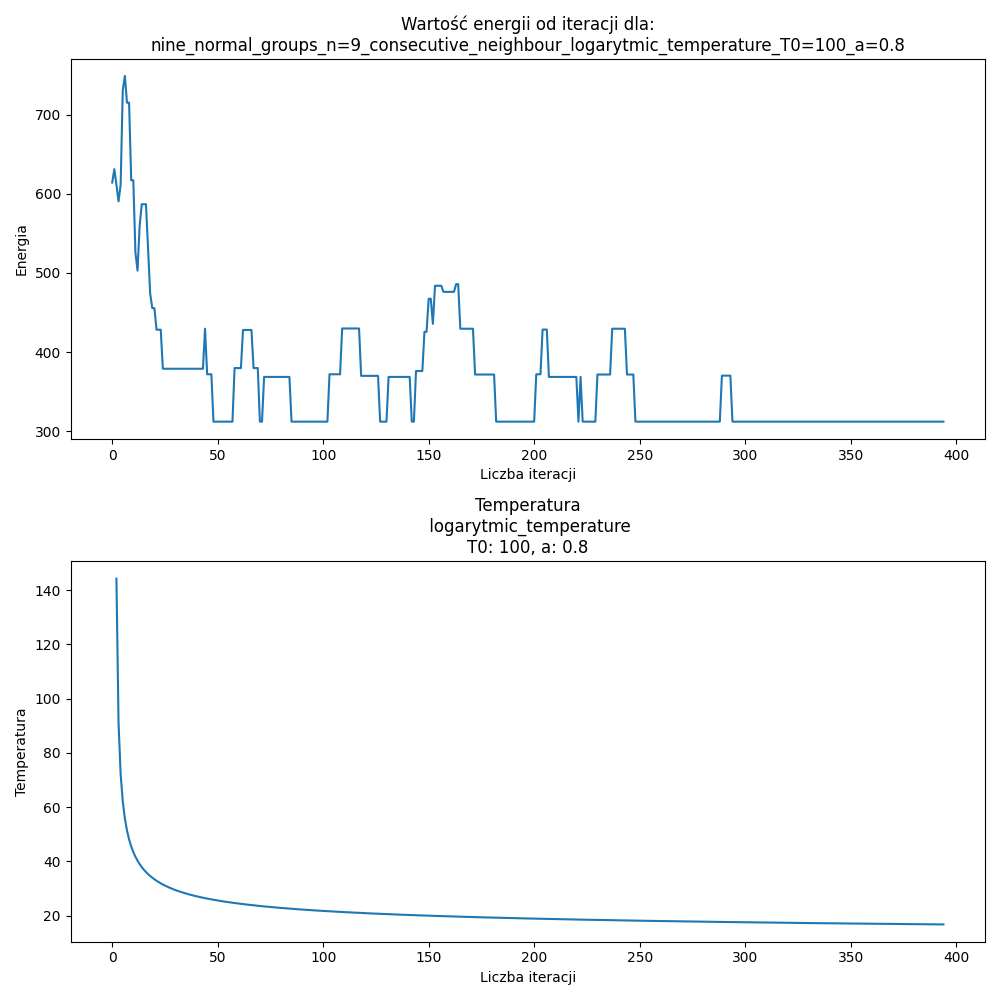 Wartość energii od iteracji dla:
nine_normal_groups_n=9_consecutive_neighbour_logarytmic_temperature_T0=100_a=0.8
700
600
500
400
300
Energia
0 50 100 150 200 250 300 350 400
Liczba iteracji
Temperatura
logarytmic_temperature
T0: 100, a: 0.8
140
120
100
80
60
40
20
Temperatura
0 50 100 150 200 250 300 350 400
Liczba iteracji